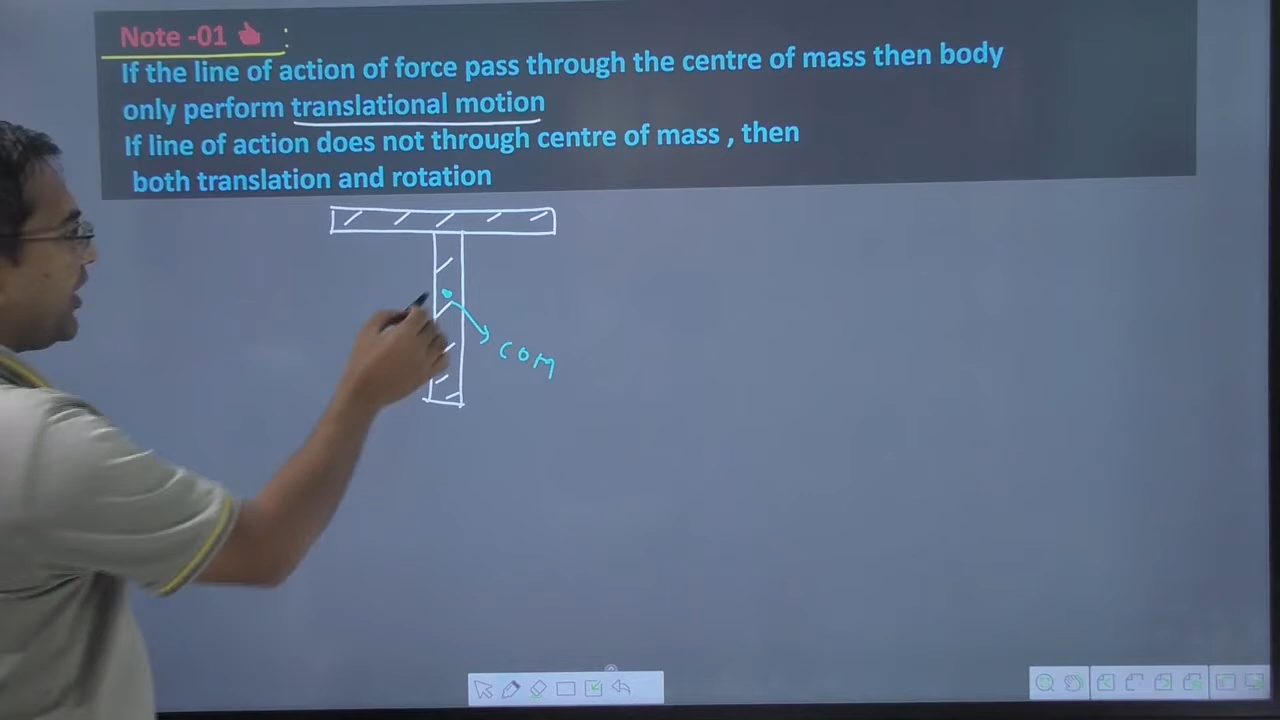 Note -01 :
If the line of action of force pass through the centre of mass then body
only perform translational motion
If line of action does not through centre of mass , then
both translation and rotation
COM